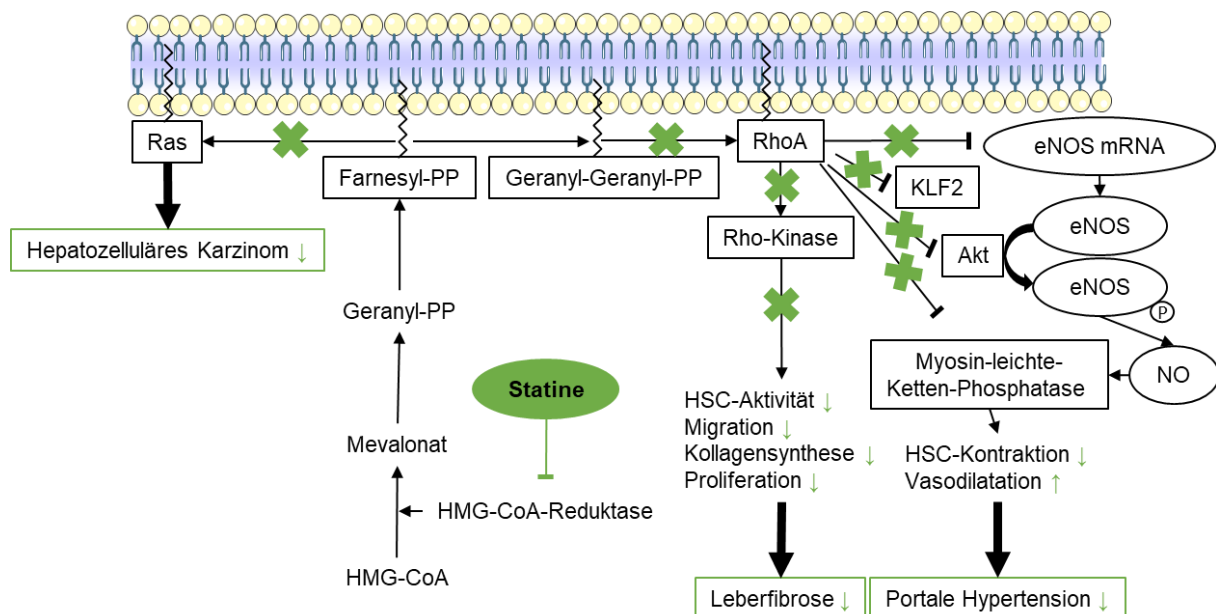 Ras
RhoA
eNOS mRNA
Farnesyl-PP
Geranyl-Geranyl-PP
KLF2
Hepatozelluläres Karzinom ↓
Rho-Kinase
Akt
eNOS
eNOS
P
Geranyl-PP
Statine
Myosin-leichte-
Ketten-Phosphatase
NO
HSC-Aktivität ↓
Migration ↓
Kollagensynthese ↓
Proliferation ↓
Mevalonat
HSC-Kontraktion ↓
Vasodilatation ↑
HMG-CoA-Reduktase
HMG-CoA
Leberfibrose ↓
Portale Hypertension ↓